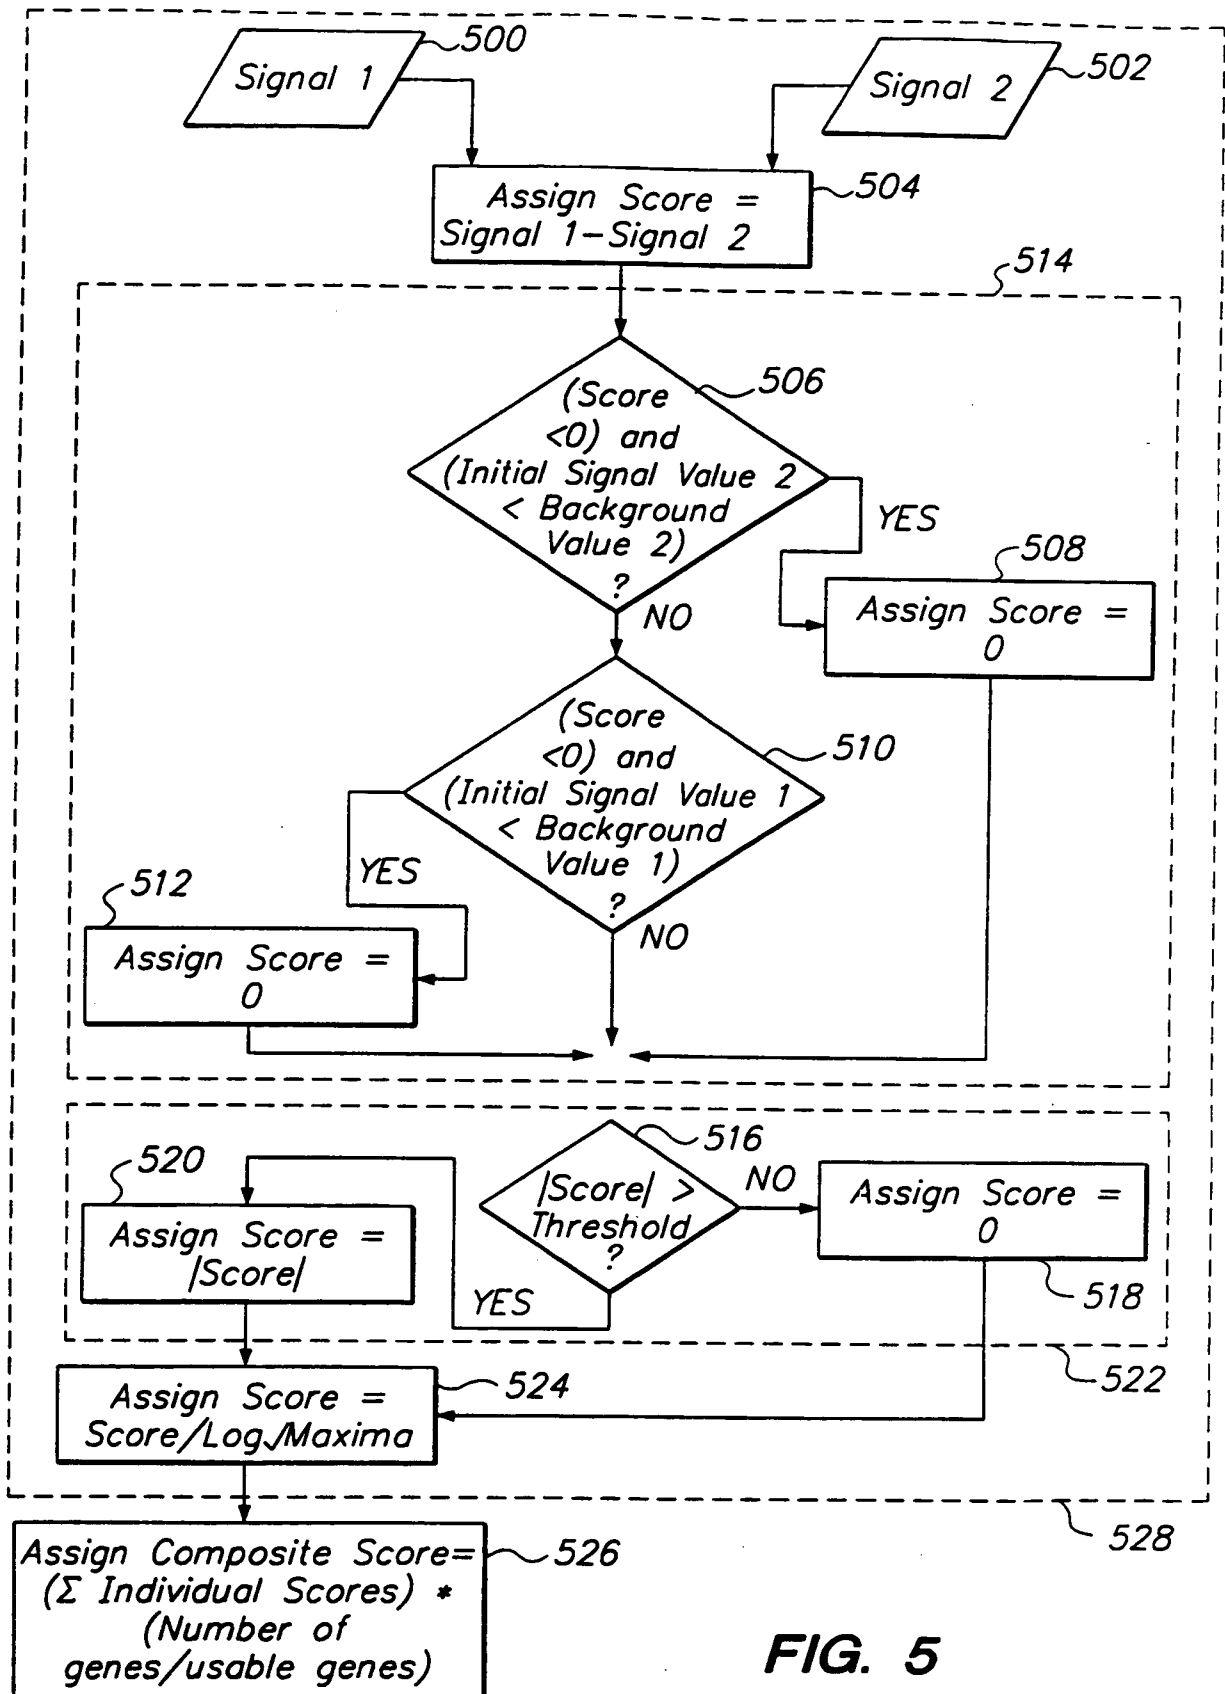 500
Signal 1
502
Signal 2
504
Assign Score =
Signal 1-Signal 2
514
506
(Score
<0) and
(Initial Signal Value 2
< Background
Value 2)
?
YES
NO
508
Assign Score =
0
510
(Score
<0) and
(Initial Signal Value 1
< Background
Value 1)
?
YES
NO
512
Assign Score =
0
516
|Score| >
Threshold
?
NO
YES
520
Assign Score =
|Score|
Assign Score =
0
518
522
524
Assign Score =
Score/Log√Maxima
528
526
Assign Composite Score=
(Σ Individual Scores) *
(Number of
genes/usable genes)
FIG. 5